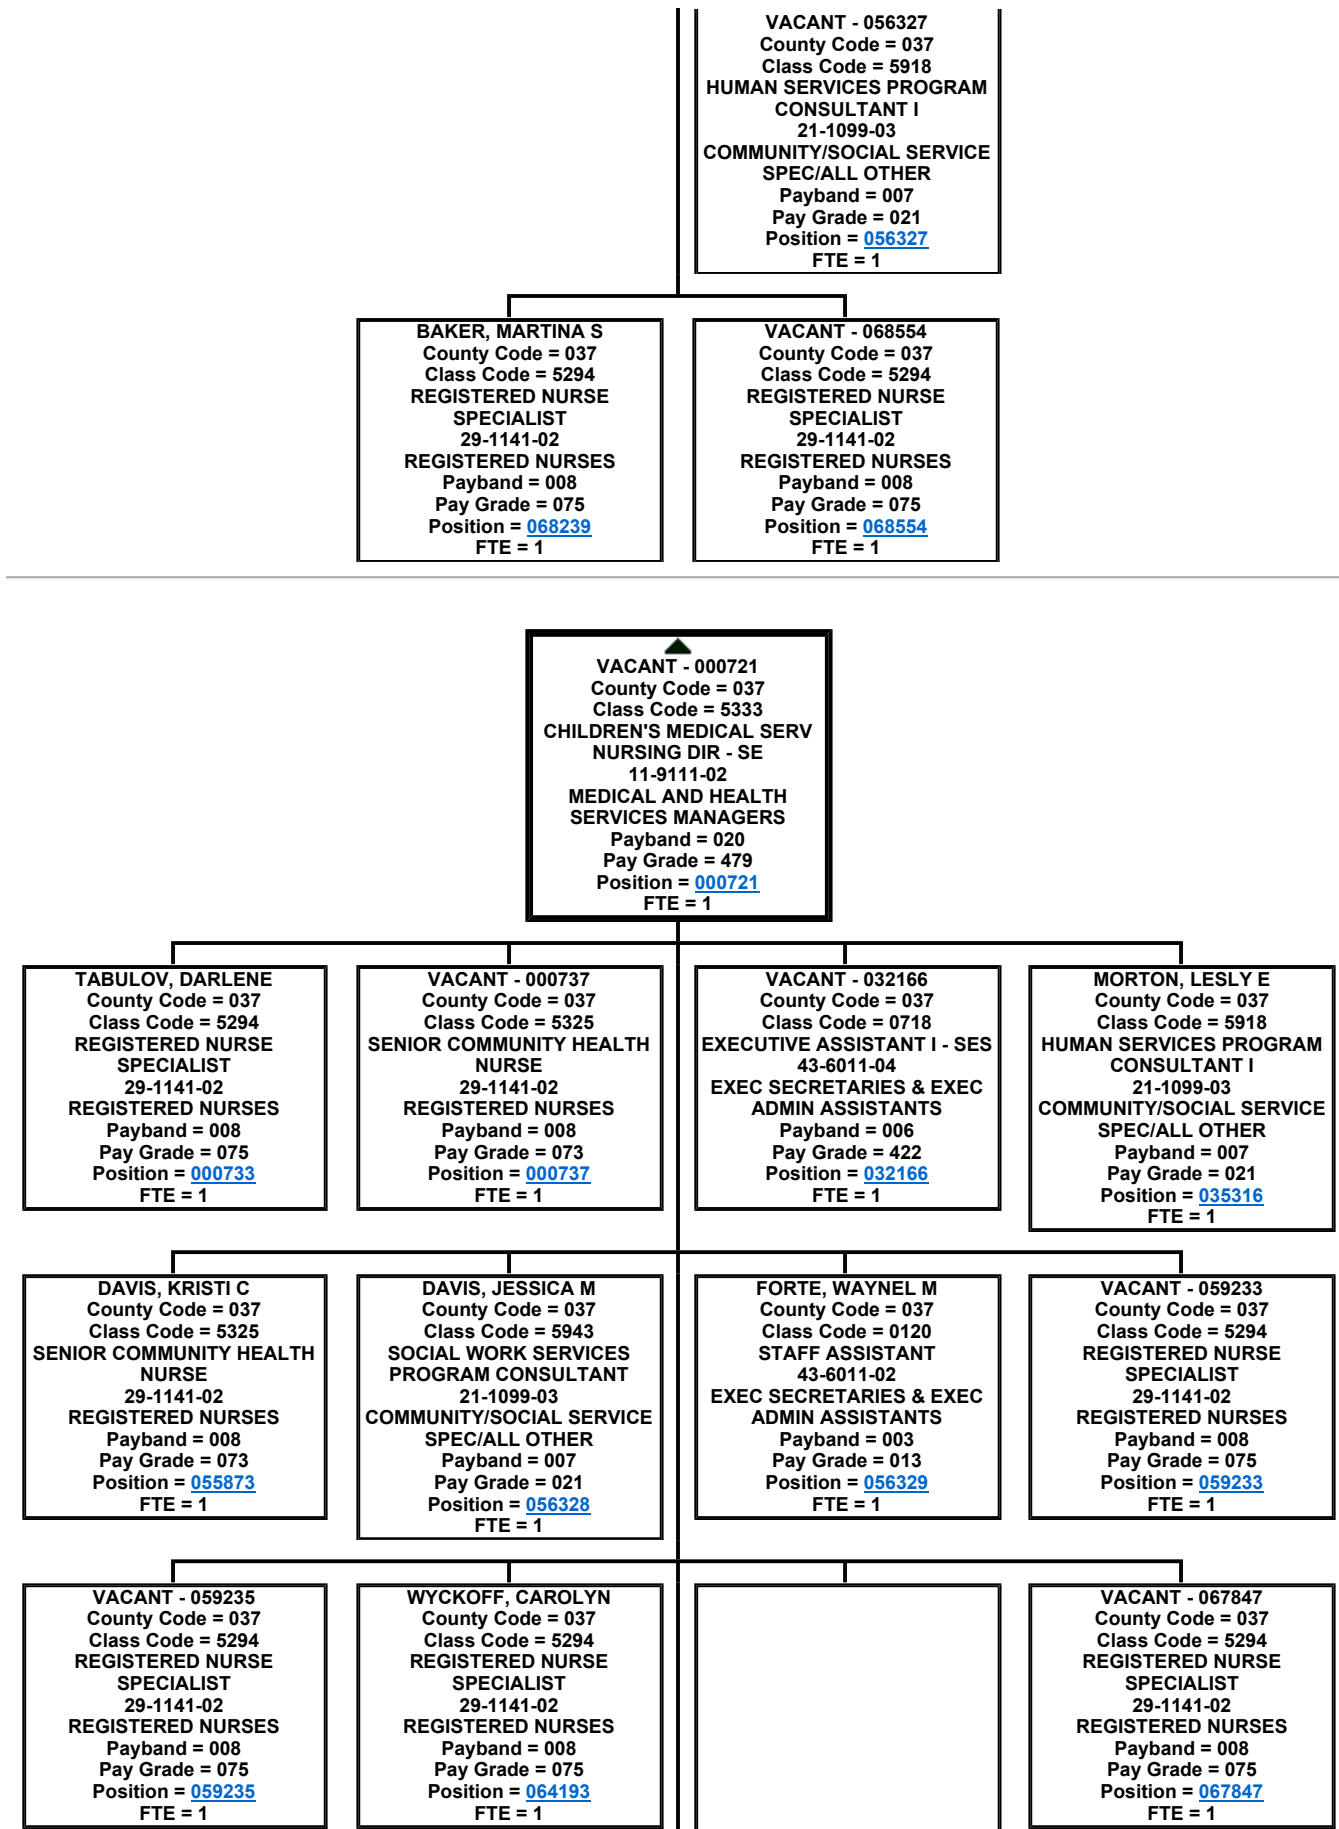 VACANT - 056327
County Code = 037
Class Code = 5918
HUMAN SERVICES PROGRAM
CONSULTANT I
21-1099-03
COMMUNITY/SOCIAL SERVICE
SPEC/ALL OTHER
Payband = 007
Pay Grade = 021
Position = 056327
FTE = 1
BAKER, MARTINA S
County Code = 037
Class Code = 5294
REGISTERED NURSE
SPECIALIST
29-1141-02
REGISTERED NURSES
Payband = 008
Pay Grade = 075
Position = 068239
FTE = 1
VACANT - 068554
County Code = 037
Class Code = 5294
REGISTERED NURSE
SPECIALIST
29-1141-02
REGISTERED NURSES
Payband = 008
Pay Grade = 075
Position = 068554
FTE = 1
VACANT - 000721
County Code = 037
Class Code = 5333
CHILDREN'S MEDICAL SERV
NURSING DIR - SE
11-9111-02
MEDICAL AND HEALTH
SERVICES MANAGERS
Payband = 020
Pay Grade = 479
Position = 000721
FTE = 1
TABULOV, DARLENE
County Code = 037
Class Code = 5294
REGISTERED NURSE
SPECIALIST
29-1141-02
REGISTERED NURSES
Payband = 008
Pay Grade = 075
Position = 000733
FTE = 1
VACANT - 000737
County Code = 037
Class Code = 5325
SENIOR COMMUNITY HEALTH
NURSE
29-1141-02
REGISTERED NURSES
Payband = 008
Pay Grade = 073
Position = 000737
FTE = 1
VACANT - 032166
County Code = 037
Class Code = 0718
EXECUTIVE ASSISTANT I - SES
43-6011-04
EXEC SECRETARIES & EXEC
ADMIN ASSISTANTS
Payband = 006
Pay Grade = 422
Position = 032166
FTE = 1
MORTON, LESLY E
County Code = 037
Class Code = 5918
HUMAN SERVICES PROGRAM
CONSULTANT I
21-1099-03
COMMUNITY/SOCIAL SERVICE
SPEC/ALL OTHER
Payband = 007
Pay Grade = 021
Position = 035316
FTE = 1
DAVIS, KRISTI C
County Code = 037
Class Code = 5325
SENIOR COMMUNITY HEALTH
NURSE
29-1141-02
REGISTERED NURSES
Payband = 008
Pay Grade = 073
Position = 055873
FTE = 1
DAVIS, JESSICA M
County Code = 037
Class Code = 5943
SOCIAL WORK SERVICES
PROGRAM CONSULTANT
21-1099-03
COMMUNITY/SOCIAL SERVICE
SPEC/ALL OTHER
Payband = 007
Pay Grade = 021
Position = 056328
FTE = 1
FORTE, WAYNEL M
County Code = 037
Class Code = 0120
STAFF ASSISTANT
43-6011-02
EXEC SECRETARIES & EXEC
ADMIN ASSISTANTS
Payband = 003
Pay Grade = 013
Position = 056329
FTE = 1
VACANT - 059233
County Code = 037
Class Code = 5294
REGISTERED NURSE
SPECIALIST
29-1141-02
REGISTERED NURSES
Payband = 008
Pay Grade = 075
Position = 059233
FTE = 1
VACANT - 059235
County Code = 037
Class Code = 5294
REGISTERED NURSE
SPECIALIST
29-1141-02
REGISTERED NURSES
Payband = 008
Pay Grade = 075
Position = 059235
FTE = 1
WYCKOFF, CAROLYN
County Code = 037
Class Code = 5294
REGISTERED NURSE
SPECIALIST
29-1141-02
REGISTERED NURSES
Payband = 008
Pay Grade = 075
Position = 064193
FTE = 1
VACANT - 067847
County Code = 037
Class Code = 5294
REGISTERED NURSE
SPECIALIST
29-1141-02
REGISTERED NURSES
Payband = 008
Pay Grade = 075
Position = 067847
FTE = 1